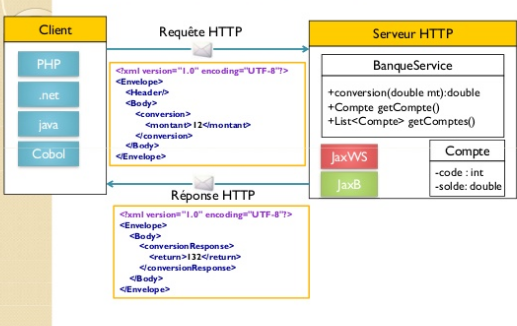 Client
PHP
.net
java
Cobol
Requête HTTP
<?xml version="1.0" encoding="UTF-8"?>
<Envelope>
<Header/>
<Body>
<conversion>
<montant>12</montant>
</conversion>
</Body>
</Envelope>
Réponse HTTP
<?xml version="1.0" encoding="UTF-8"?>
<Envelope>
<Body>
<conversionResponse>
<return>132</return>
</conversionResponse>
</Body>
</Envelope>
Serveur HTTP
BanqueService
+conversion(double mt):double
+Compte getCompte()
+List<Compte> getComptes()
JaxWS
JaxB
Compte
-code : int
-solde: double